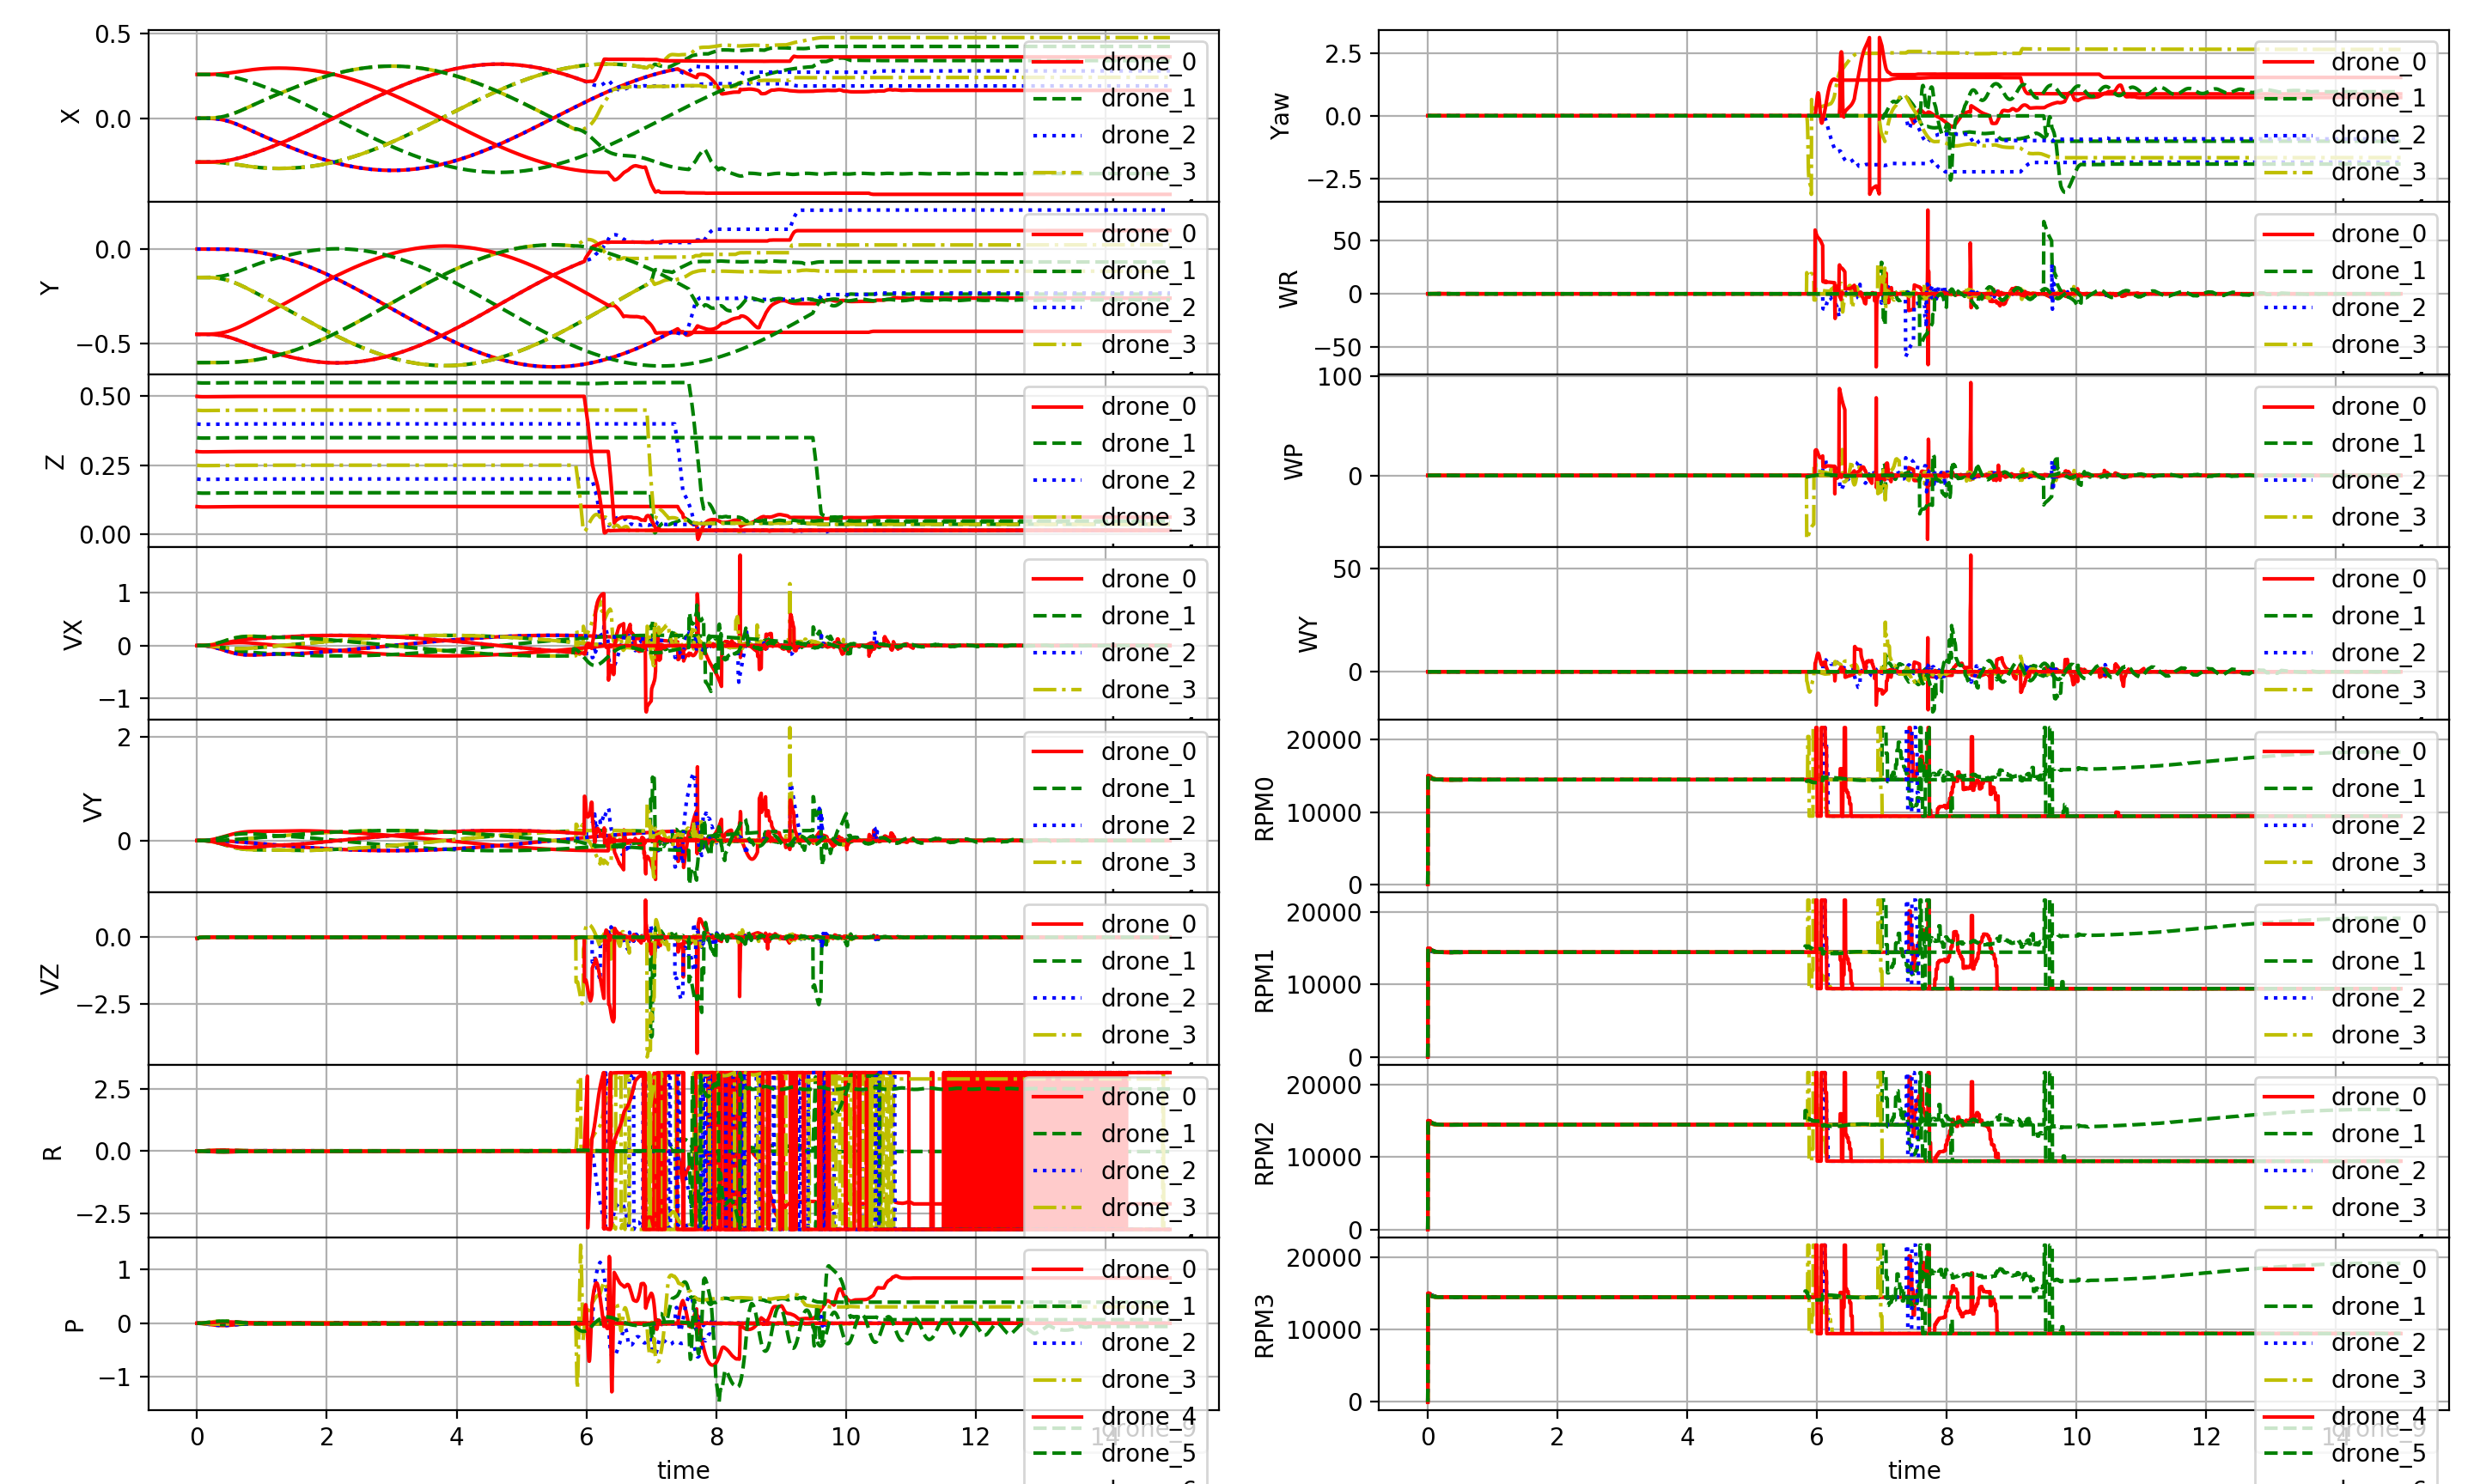 X
0.5
0.0
drone_0
drone_1
drone_2
drone_3
Y
0.0
−0.5
drone_0
drone_1
drone_2
drone_3
Z
0.50
0.25
0.00
drone_0
drone_1
drone_2
drone_3
VX
1
0
−1
drone_0
drone_1
drone_2
drone_3
VY
2
0
drone_0
drone_1
drone_2
drone_3
VZ
0.0
−2.5
drone_0
drone_1
drone_2
drone_3
R
2.5
0.0
−2.5
drone_0
drone_1
drone_2
drone_3
P
1
0
−1
drone_0
drone_1
drone_2
drone_3
drone_4
drone_9
drone_5
0 2 4 6 8 10 12 14
time
Yaw
2.5
0.0
−2.5
drone_0
drone_1
drone_2
drone_3
WR
50
0
−50
drone_0
drone_1
drone_2
drone_3
WP
100
0
drone_0
drone_1
drone_2
drone_3
WY
50
0
drone_0
drone_1
drone_2
drone_3
RPM0
20000
10000
0
drone_0
drone_1
drone_2
drone_3
RPM1
20000
10000
0
drone_0
drone_1
drone_2
drone_3
RPM2
20000
10000
0
drone_0
drone_1
drone_2
drone_3
RPM3
20000
10000
0
drone_0
drone_1
drone_2
drone_3
drone_4
drone_9
drone_5
0 2 4 6 8 10 12 14
time